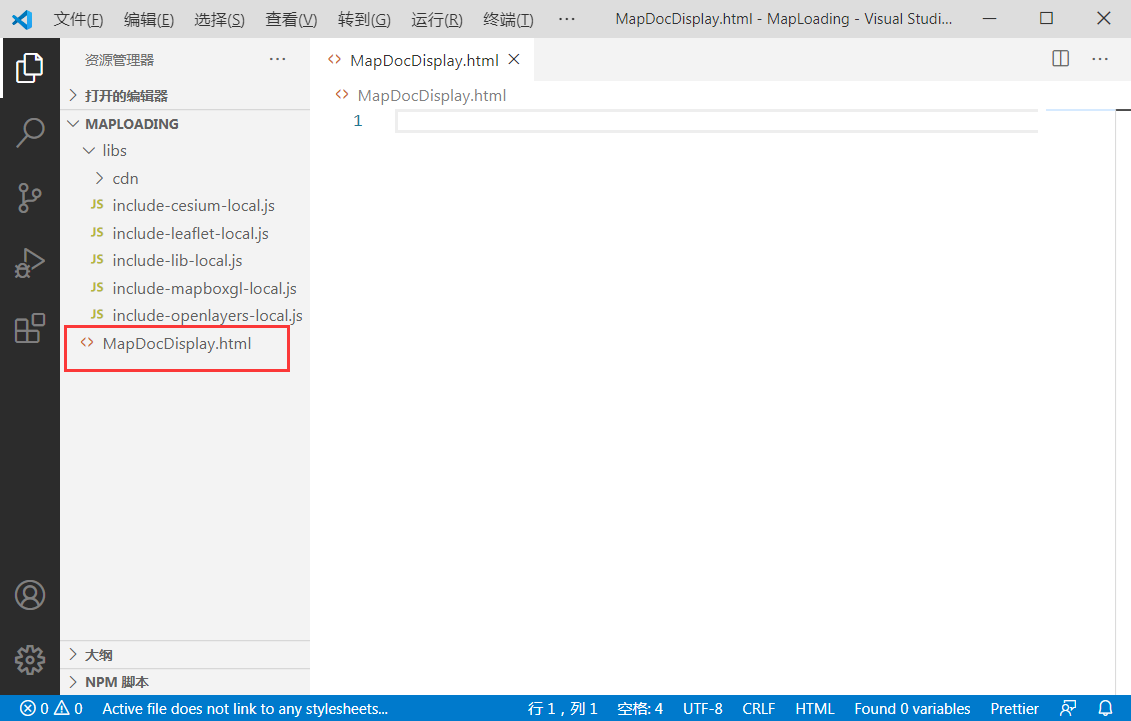 文件(F) 编辑(E) 选择(S) 查看(V) 转到(G) 运行(R) 终端(T) ··· MapDocDisplay.html - MapLoading - Visual Studi...
资源管理器 ···
MapDocDisplay.html
···
打开的编辑器
MapDocDisplay.html
MAPLOADING
1
libs
cdn
JS include-cesium-local.js
JS include-leaflet-local.js
JS include-lib-local.js
JS include-mapboxgl-local.js
JS include-openlayers-local.js
<> MapDocDisplay.html
大纲
NPM 脚本
0 0 Active file does not link to any stylesheets... 行 1，列 1 空格: 4 UTF-8 CRLF HTML Found 0 variables Prettier